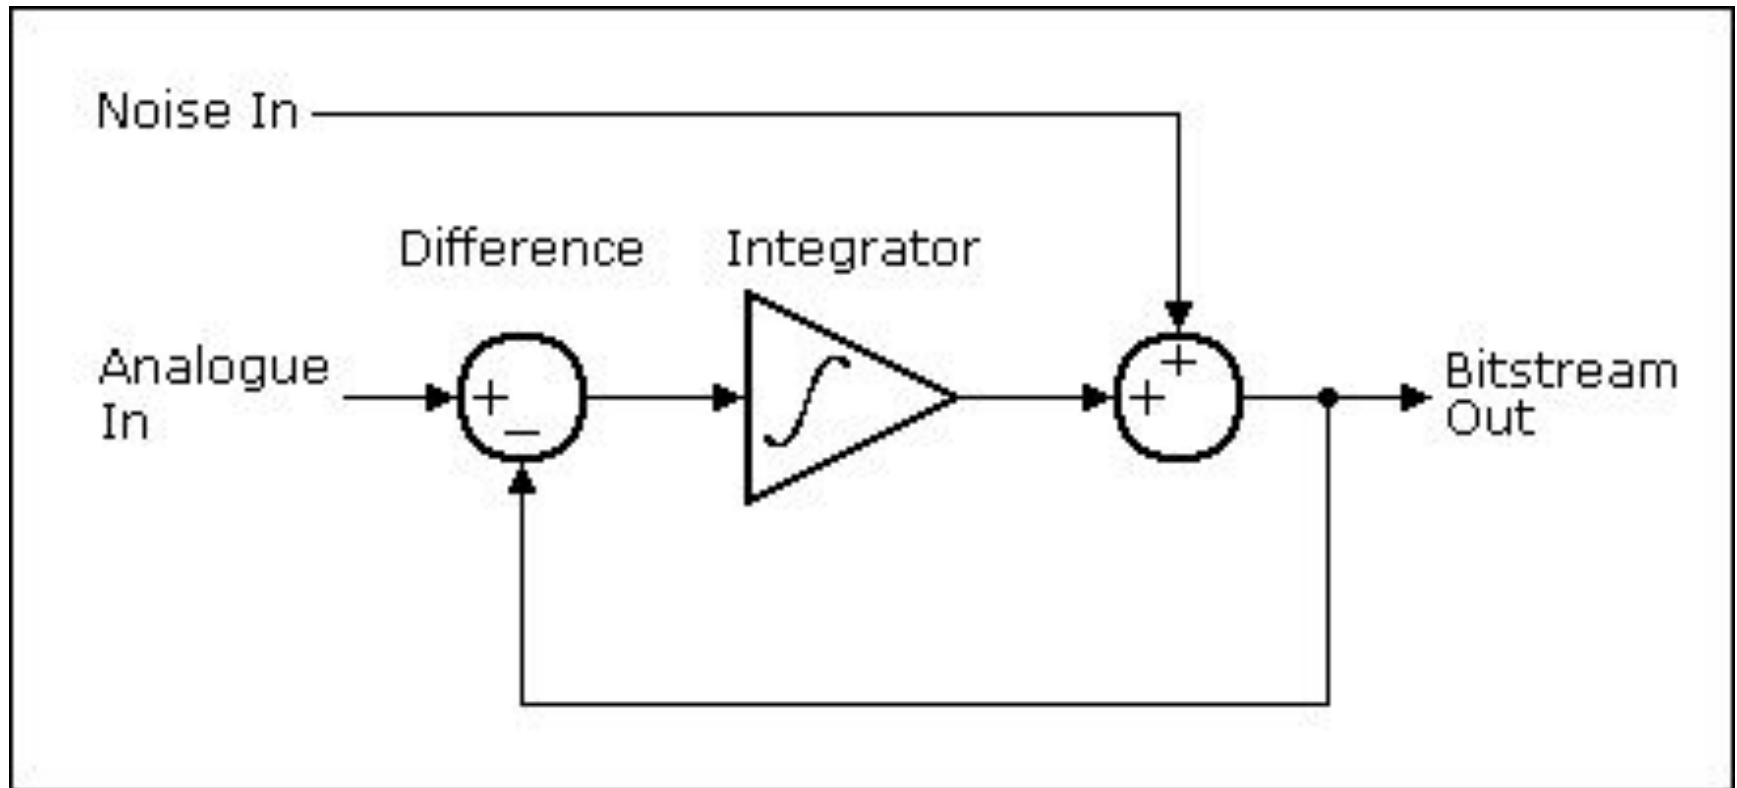 Noise In
Difference
Integrator
Analogue
In
+
−
+
+
Bitstream
Out